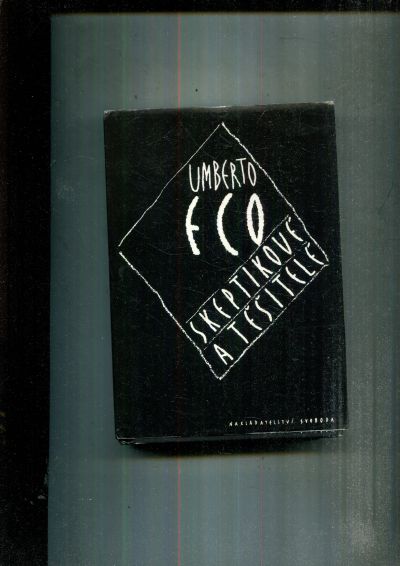 UMBERTO
ECO
SKEPTIKOVÉ
A TĚŠITELÉ
NAKLADATELSTVÍ SVOBODA